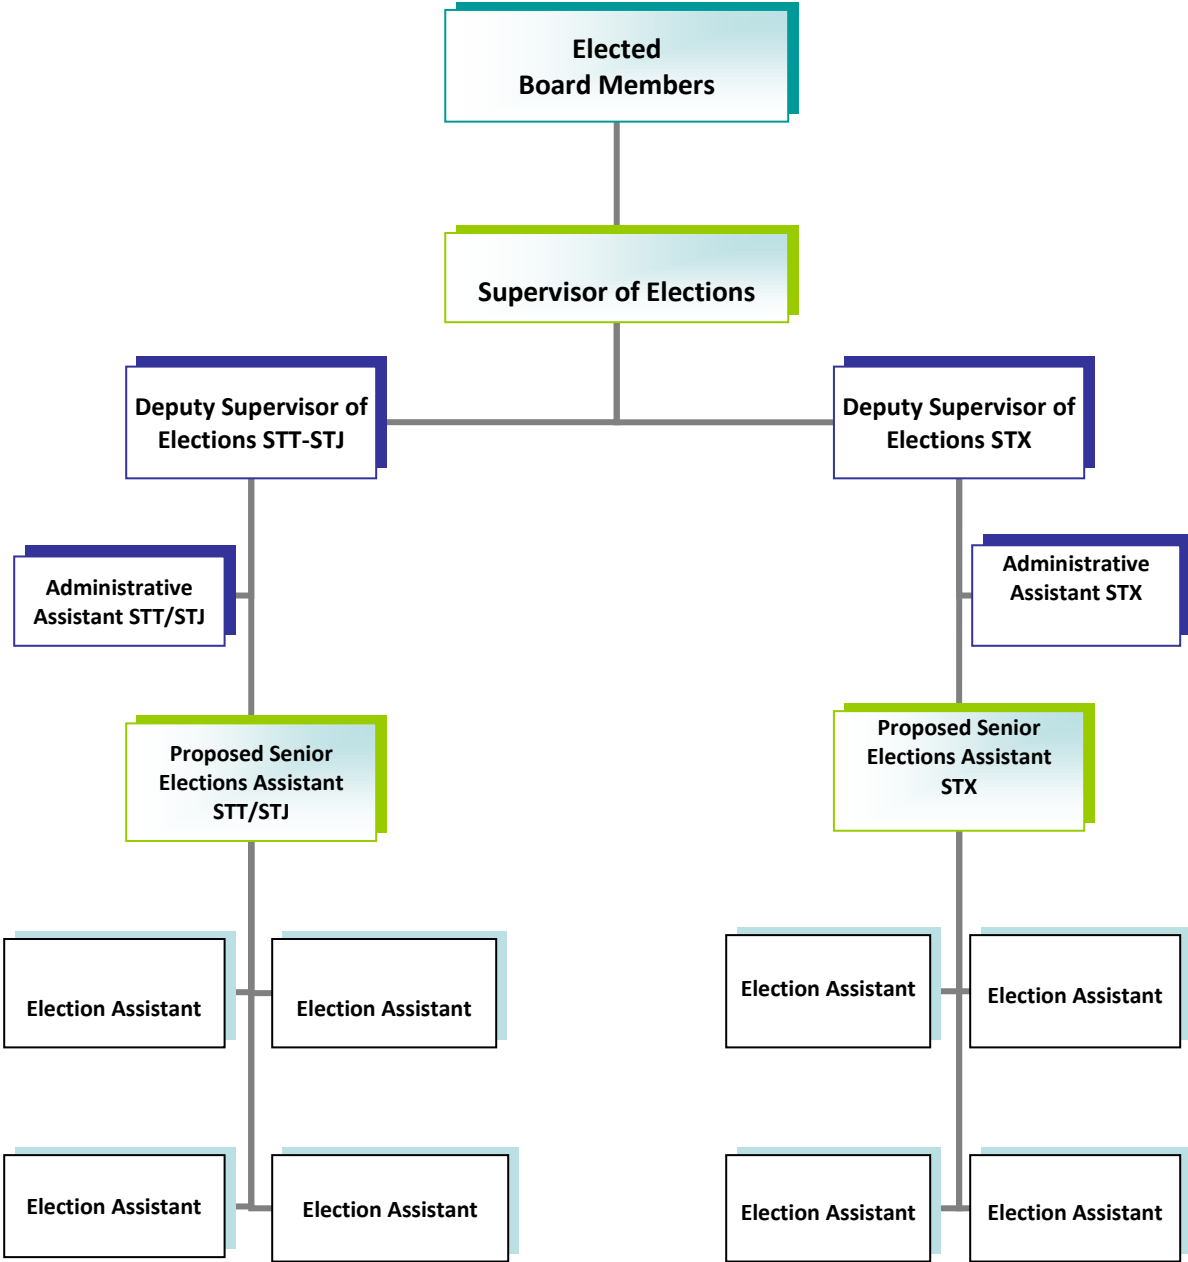 Elected
Board Members
Supervisor of Elections
Deputy Supervisor of
Elections STT-STJ
Deputy Supervisor of
Elections STX
Administrative
Assistant STT/STJ
Administrative
Assistant STX
Proposed Senior
Elections Assistant
STT/STJ
Proposed Senior
Elections Assistant
STX
Election Assistant
Election Assistant
Election Assistant
Election Assistant
Election Assistant
Election Assistant
Election Assistant
Election Assistant